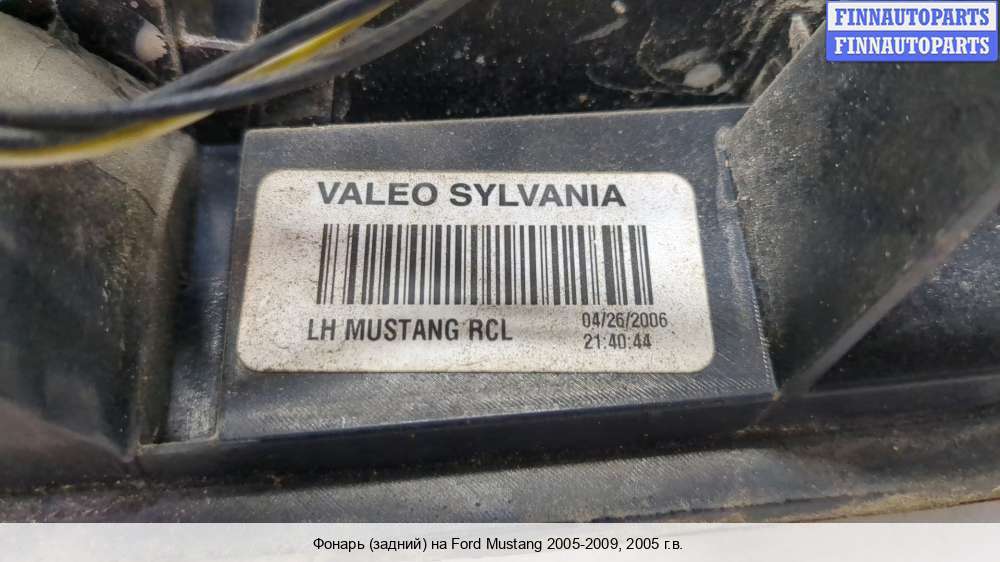 FINNAUTOPARTS
FINNAUTOPARTS
VALEO SYLVANIA
LH MUSTANG RCL
04/26/2006
21:40:44
Фонарь (задний) на Ford Mustang 2005-2009, 2005 г.в.